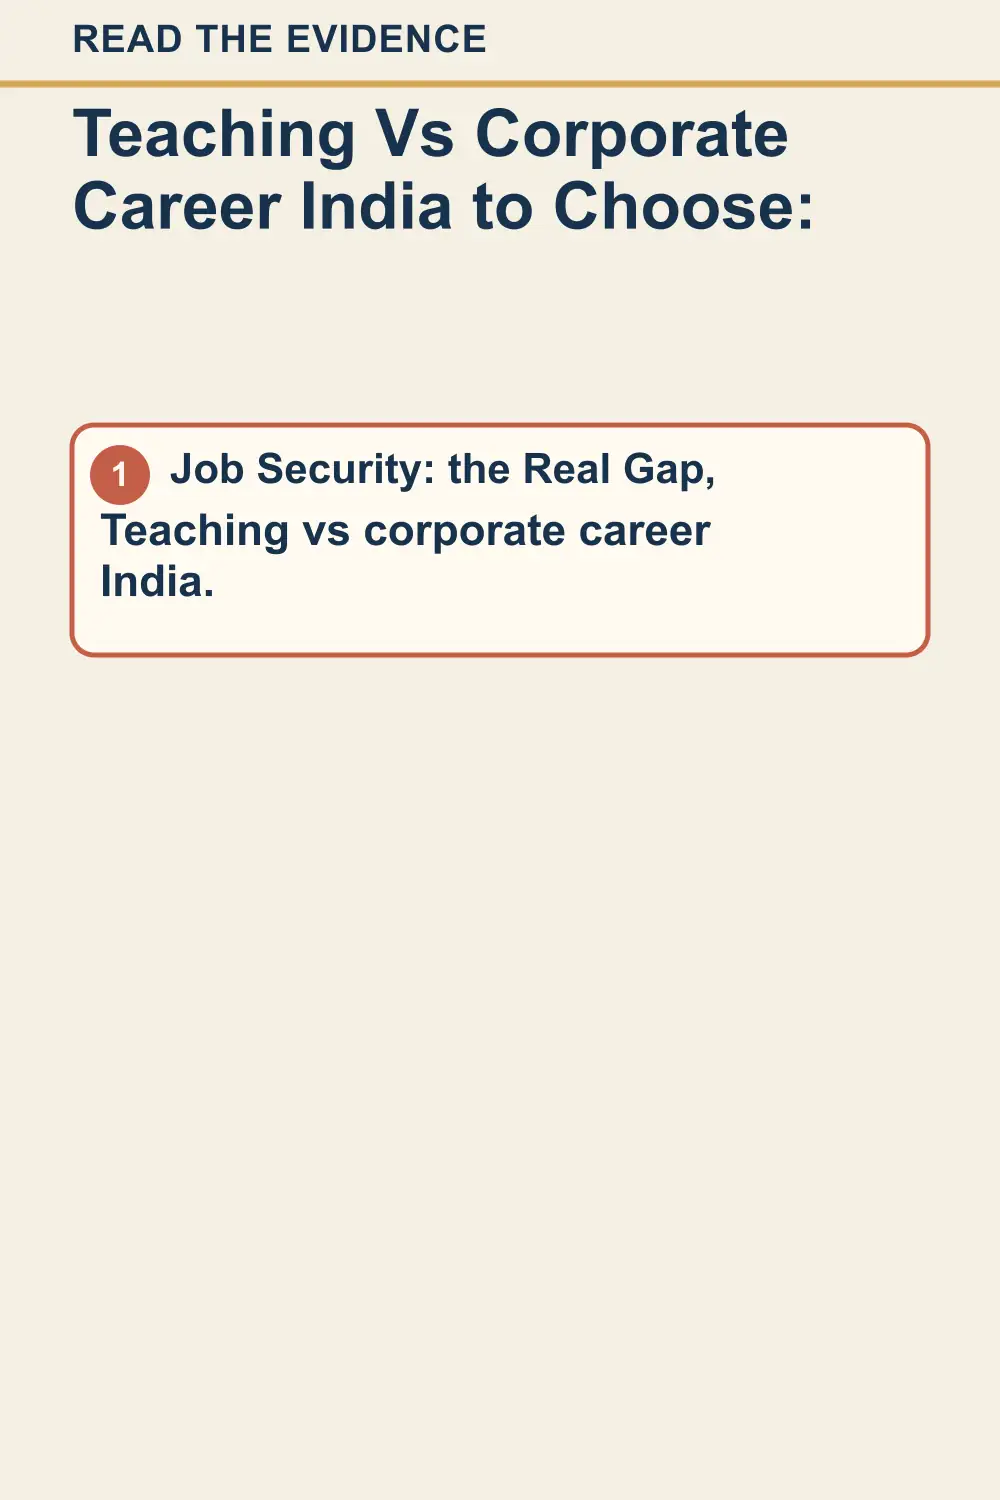 READ THE EVIDENCE
Teaching Vs Corporate
Career India to Choose:
1 Job Security: the Real Gap,
Teaching vs corporate career
India.